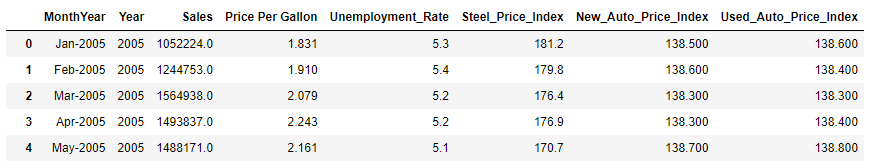 MonthYear Year Sales Price Per Gallon Unemployment_Rate Steel_Price_Index New_Auto_Price_Index Used_Auto_Price_Index
0 Jan-2005 2005 1052224.0 1.831 5.3 181.2 138.500 138.600
1 Feb-2005 2005 1244753.0 1.910 5.4 179.8 138.600 138.400
2 Mar-2005 2005 1564938.0 2.079 5.2 176.4 138.300 138.300
3 Apr-2005 2005 1493837.0 2.243 5.2 176.9 138.300 138.400
4 May-2005 2005 1488171.0 2.161 5.1 170.7 138.700 138.800